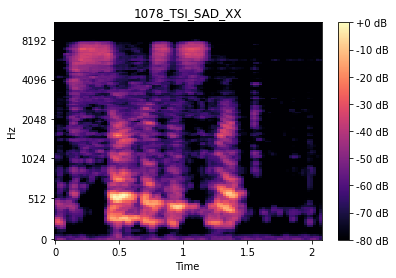 1078_TSI_SAD_XX
Hz
8192
4096
2048
1024
512
0
0
0.5
1
1.5
2
Time
+0 dB
-10 dB
-20 dB
-30 dB
-40 dB
-50 dB
-60 dB
-70 dB
-80 dB